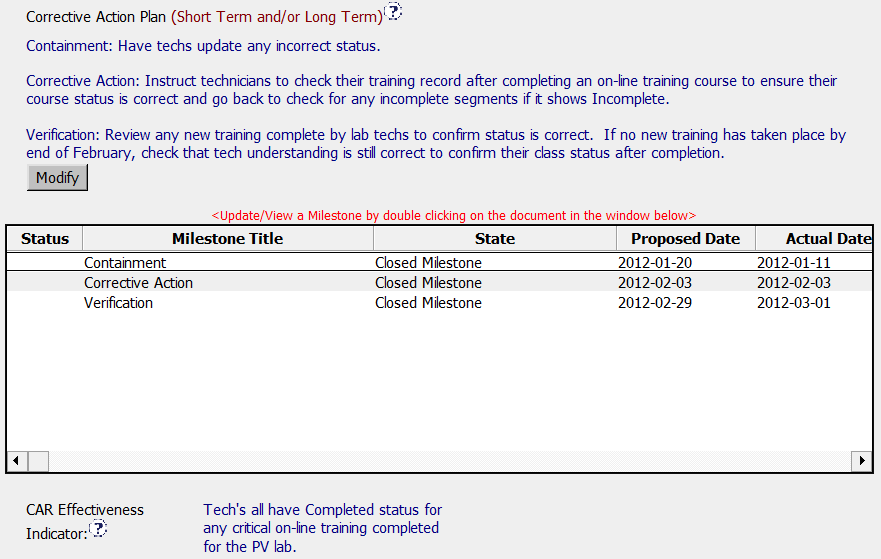 Corrective Action Plan (Short Term and/or Long Term)?
Containment: Have techs update any incorrect status.
Corrective Action: Instruct technicians to check their training record after completing an on-line training course to ensure their
course status is correct and go back to check for any incomplete segments if it shows Incomplete.
Verification: Review any new training complete by lab techs to confirm status is correct.  If no new training has taken place by
end of February, check that tech understanding is still correct to confirm their class status after completion.
Modify
<Update/View a Milestone by double clicking on the document in the window below>
Status Milestone Title State Proposed Date Actual Date
Containment Closed Milestone 2012-01-20 2012-01-11
Corrective Action Closed Milestone 2012-02-03 2012-02-03
Verification Closed Milestone 2012-02-29 2012-03-01
CAR Effectiveness
Indicator:?
Tech's all have Completed status for
any critical on-line training completed
for the PV lab.